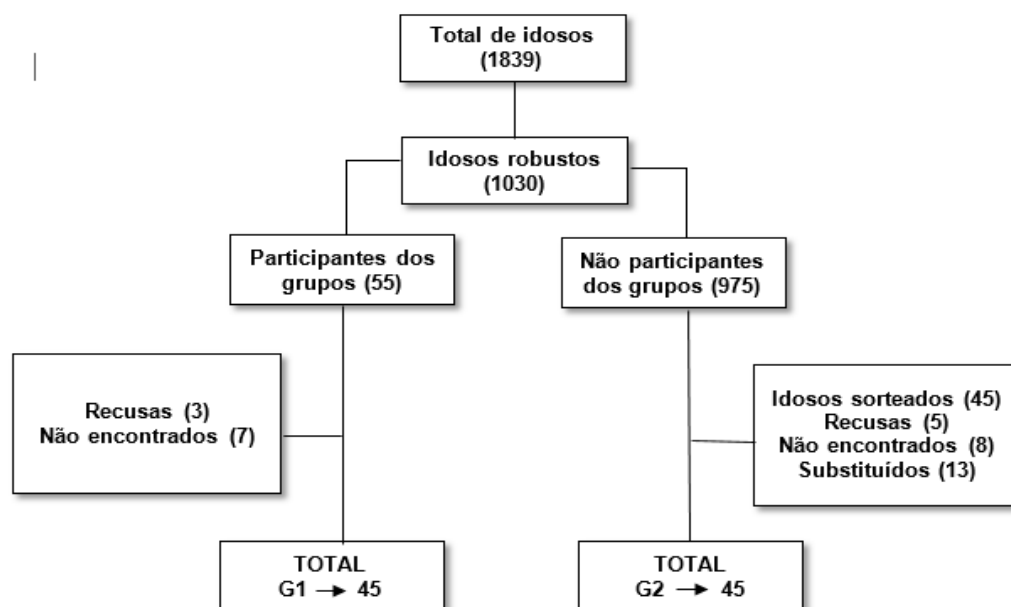 Total de idosos
(1839)
Idosos robustos
(1030)
Participantes dos
grupos (55)
Não participantes
dos grupos (975)
Recusas (3)
Não encontrados (7)
Idosos sorteados (45)
Recusas (5)
Não encontrados (8)
Substituídos (13)
TOTAL
G1 → 45
TOTAL
G2 → 45